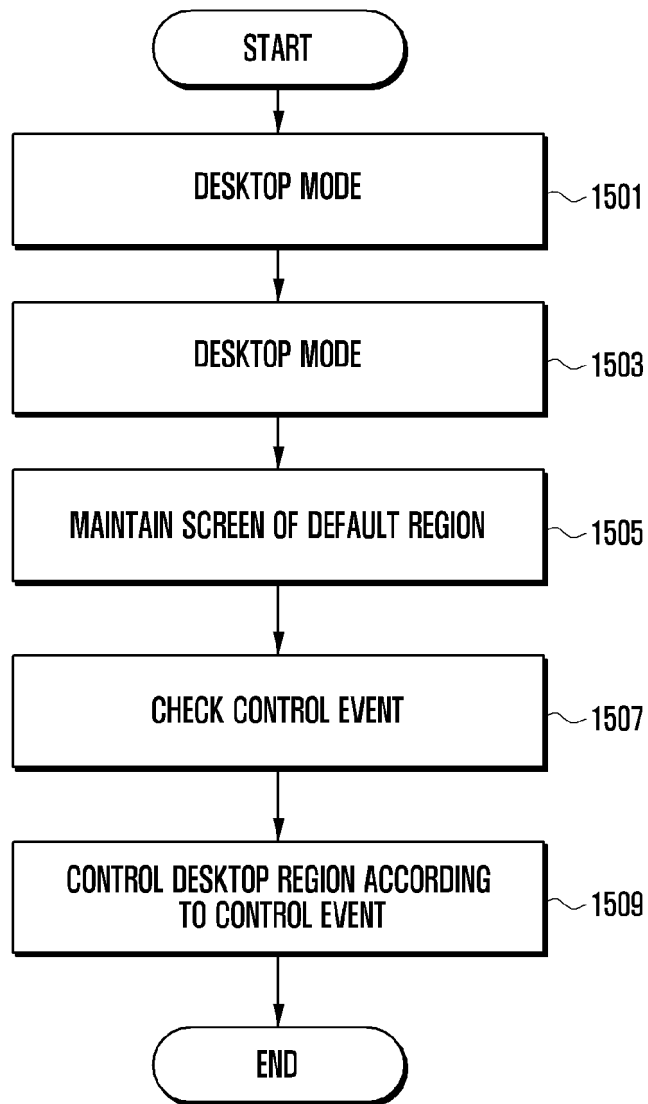 START
DESKTOP MODE
1501
DESKTOP MODE
1503
MAINTAIN SCREEN OF DEFAULT REGION
1505
CHECK CONTROL EVENT
1507
CONTROL DESKTOP REGION ACCORDING
TO CONTROL EVENT
1509
END